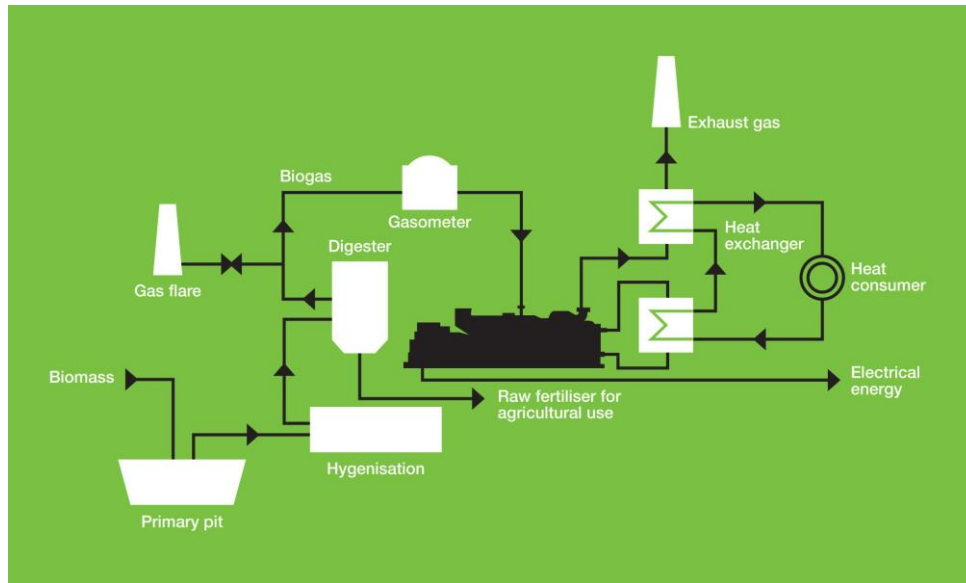 Exhaust gas
Biogas
Gasometer
Heat
exchanger
Digester
Gas flare
Heat
consumer
Biomass
Electrical
energy
Raw fertiliser for
agricultural use
Hygenisation
Primary pit